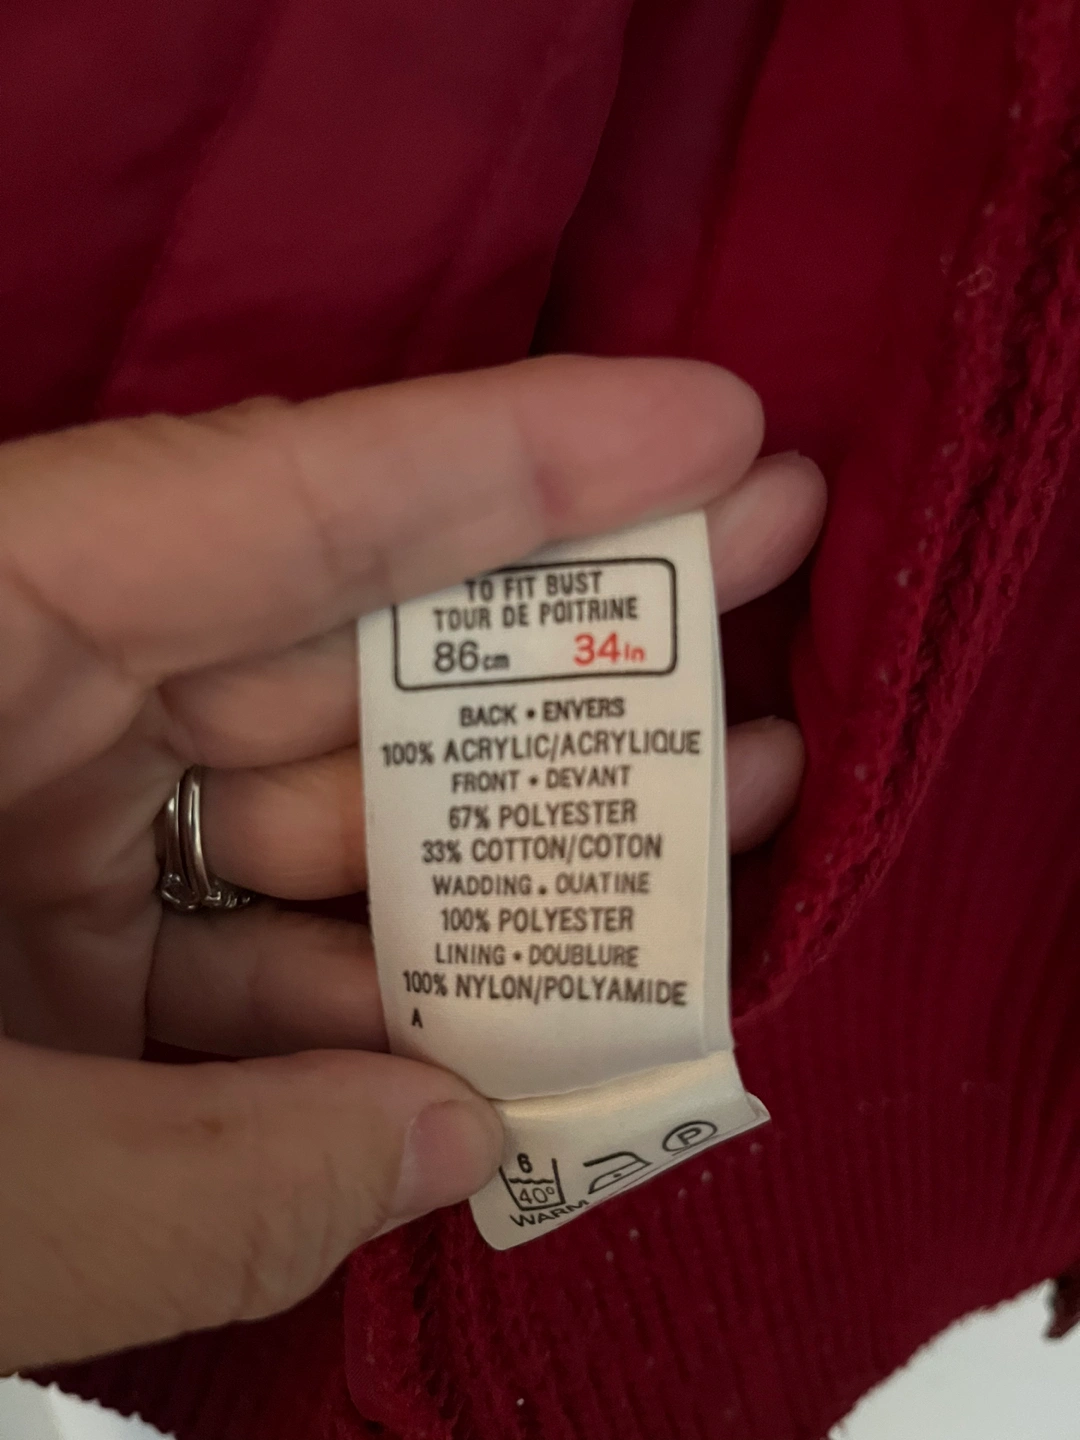 TO FIT BUST
TOUR DE POITRINE
86cm 34in
BACK • ENVERS
100% ACRYLIC/ACRYLIQUE
FRONT • DEVANT
67% POLYESTER
33% COTTON/COTON
WADDING • OUATINE
100% POLYESTER
LINING • DOUBLURE
100% NYLON/POLYAMIDE
A
6
40°
WARM
P